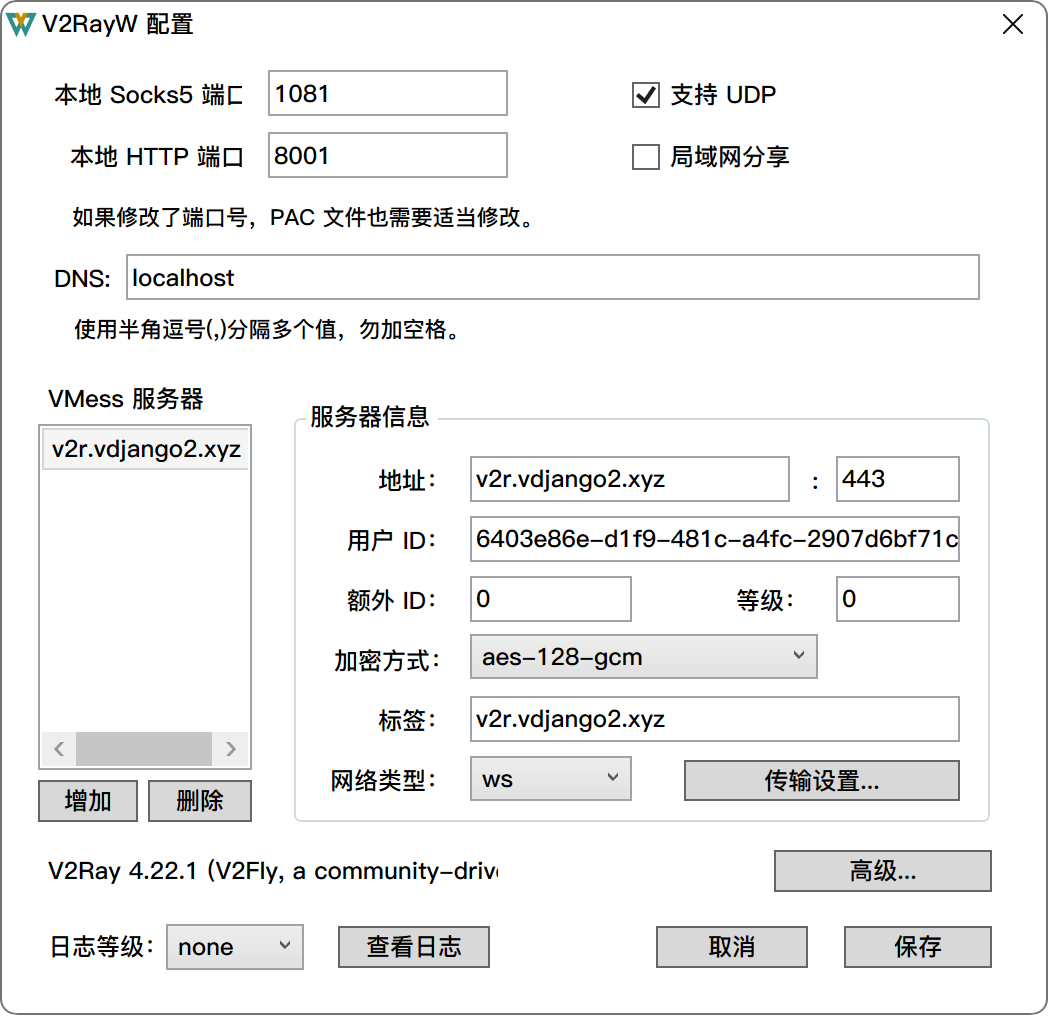 V2RayW 配置
本地 Socks5 端口 1081 支持 UDP
本地 HTTP 端口 8001 局域网分享
如果修改了端口号，PAC 文件也需要适当修改。
DNS: localhost
使用半角逗号(,)分隔多个值，勿加空格。
VMess 服务器
v2r.vdjango2.xyz
增加 删除
服务器信息
地址： v2r.vdjango2.xyz : 443
用户 ID： 6403e86e-d1f9-481c-a4fc-2907d6bf71c
额外 ID： 0 等级： 0
加密方式： aes-128-gcm
标签： v2r.vdjango2.xyz
网络类型： ws 传输设置...
V2Ray 4.22.1 (V2Fly, a community-driv
高级...
日志等级： none 查看日志 取消 保存